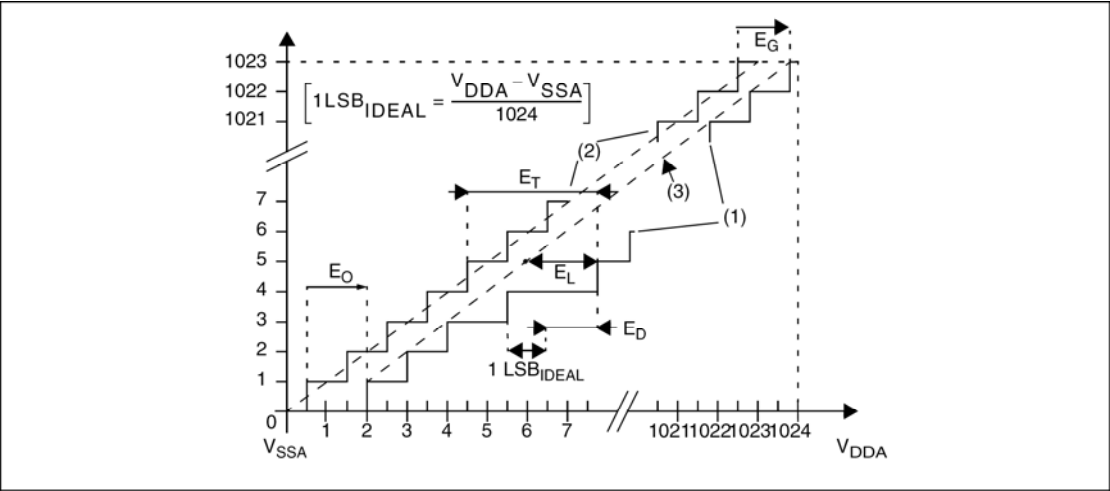 E_G
1023
1022
1021
[1LSB_IDEAL = (V_DDA - V_SSA) / 1024]
(2)
E_T
(3)
7
(1)
6
5
E_L
E_O
4
3
E_D
2
1 LSB_IDEAL
1
0
1 2 3 4 5 6 7 1021 1022 1023 1024
V_SSA
V_DDA